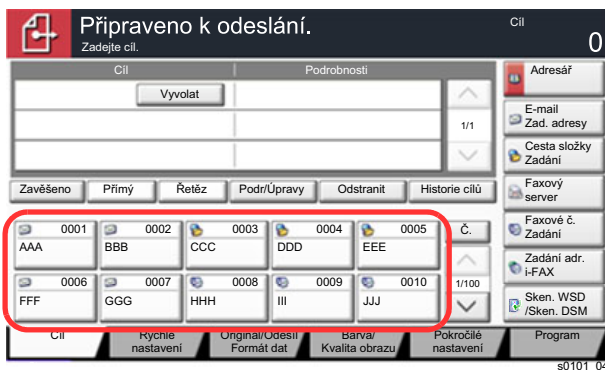 Připraveno k odeslání.
Zadejte cíl.
Cíl
0
Cíl
Podrobnosti
Vyvolat
1/1
Zavěšeno
Přímý
Řetěz
Podr/Úpravy
Odstranit
Historie cílů
0001
AAA
0002
BBB
0003
CCC
0004
DDD
0005
EEE
0006
FFF
0007
GGG
0008
HHH
0009
III
0010
JJJ
Č.
1/100
Adresář
E-mail
Zad. adresy
Cesta složky
Zadání
Faxový
server
Faxové č.
Zadání
Zadání adr.
i-FAX
Sken. WSD
/Sken. DSM
Cíl
Rychlé
nastavení
Originál/Odesíl
Formát dat
Barva/
Kvalita obrazu
Pokročilé
nastavení
Program
s0101_04